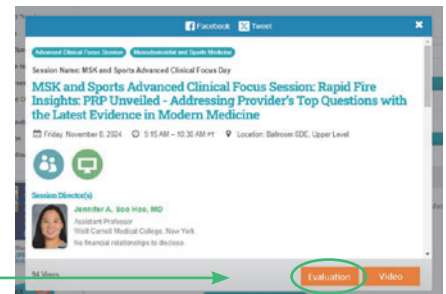 Facebook Tweet
Advanced Clinical Focus Session Musculoskeletal and Sports Medicine
Session Name: MSK and Sports Advanced Clinical Focus Day
MSK and Sports Advanced Clinical Focus Session: Rapid Fire
Insights: PRP Unveiled - Addressing Provider's Top Questions with
the Latest Evidence in Modern Medicine
Friday, November 8, 2024 9:15 AM – 10:30 AM PT Location: Ballroom 6DE, Upper Level
Session Director(s)
Jennifer A. Soo Hoo, MD
Assistant Professor
Weill Cornell Medical College, New York
No financial relationships to disclose
94 Views
Evaluation Video